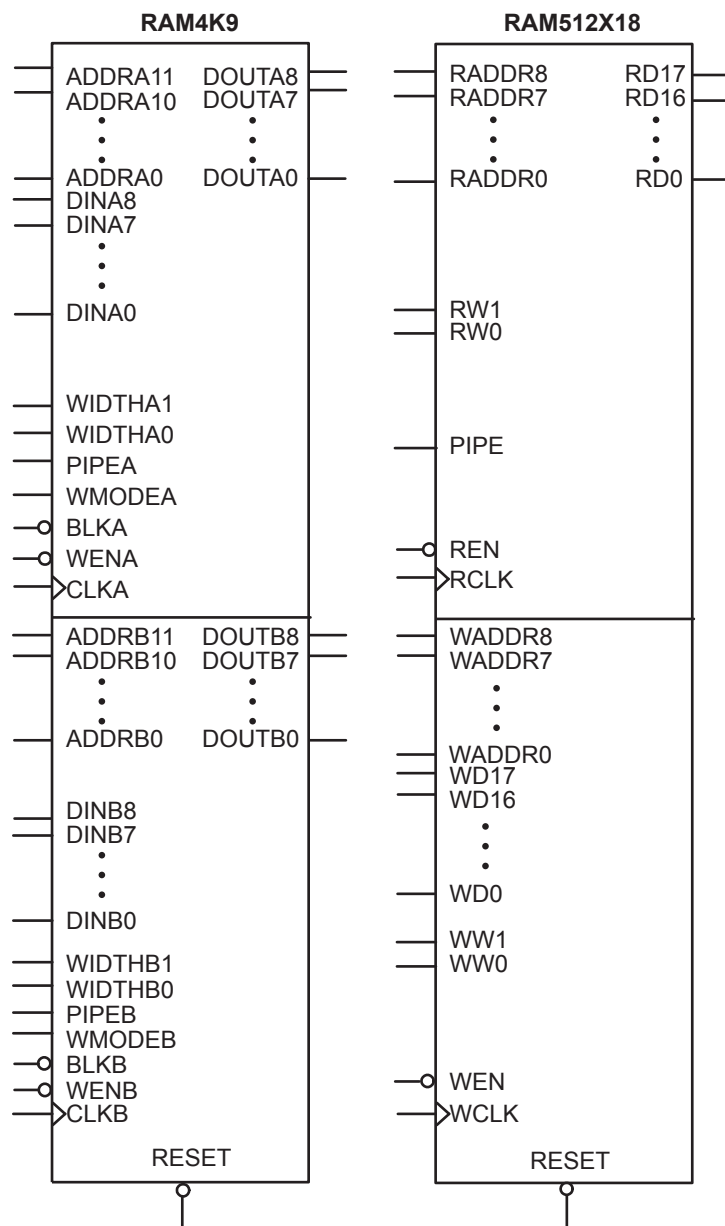 RAM4K9
ADDRA11 DOUTA8
ADDRA10 DOUTA7
ADDRA0 DOUTA0
DINA8
DINA7
DINA0
WIDTHA1
WIDTHA0
PIPEA
WMODEA
BLKA
WENA
CLKA
ADDRB11 DOUTB8
ADDRB10 DOUTB7
ADDRB0 DOUTB0
DINB8
DINB7
DINB0
WIDTHB1
WIDTHB0
PIPEB
WMODEB
BLKB
WENB
CLKB
RESET
RAM512X18
RADDR8 RD17
RADDR7 RD16
RADDR0 RD0
RW1
RW0
PIPE
REN
RCLK
WADDR8
WADDR7
WADDR0
WD17
WD16
WD0
WW1
WW0
WEN
WCLK
RESET